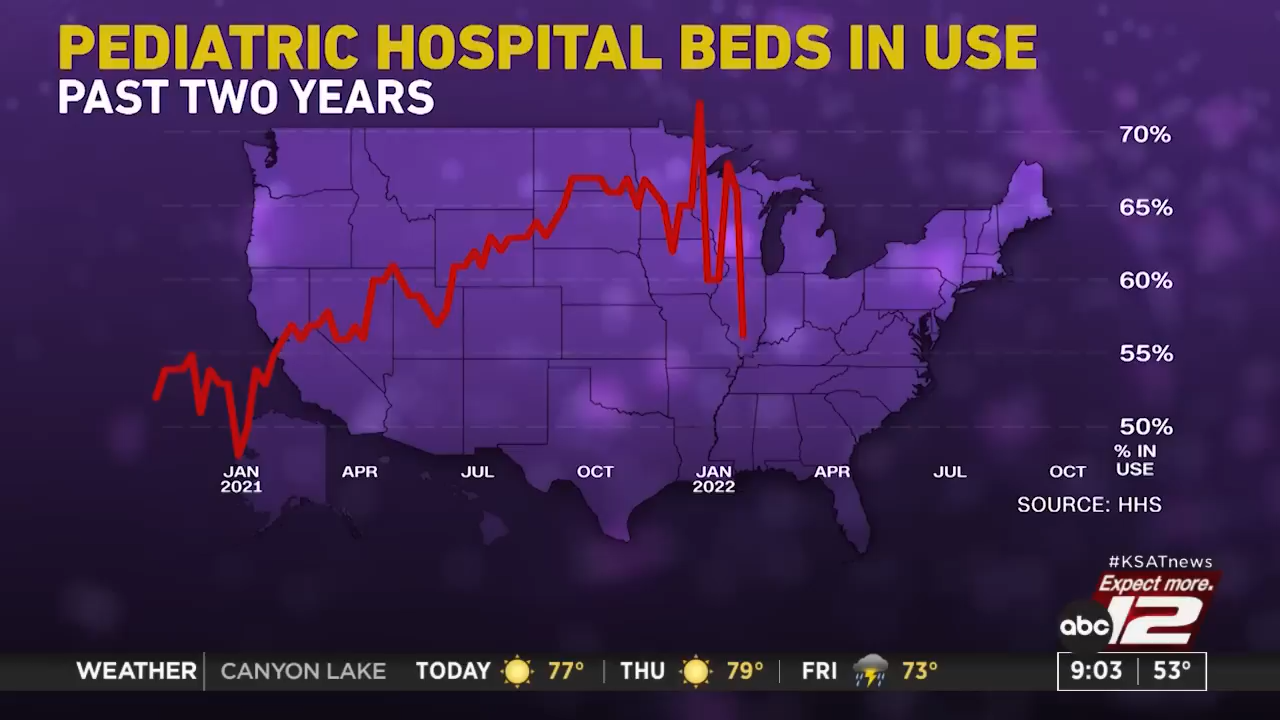 PEDIATRIC HOSPITAL BEDS IN USE
PAST TWO YEARS
70%
65%
60%
55%
50%
% IN
USE
JAN
2021
APR
JUL
OCT
JAN
2022
APR
JUL
OCT
SOURCE: HHS
#KSATnews
Expect more.
abc 12
WEATHER CANYON LAKE TODAY 77° THU 79° FRI 73° 9:03 53°